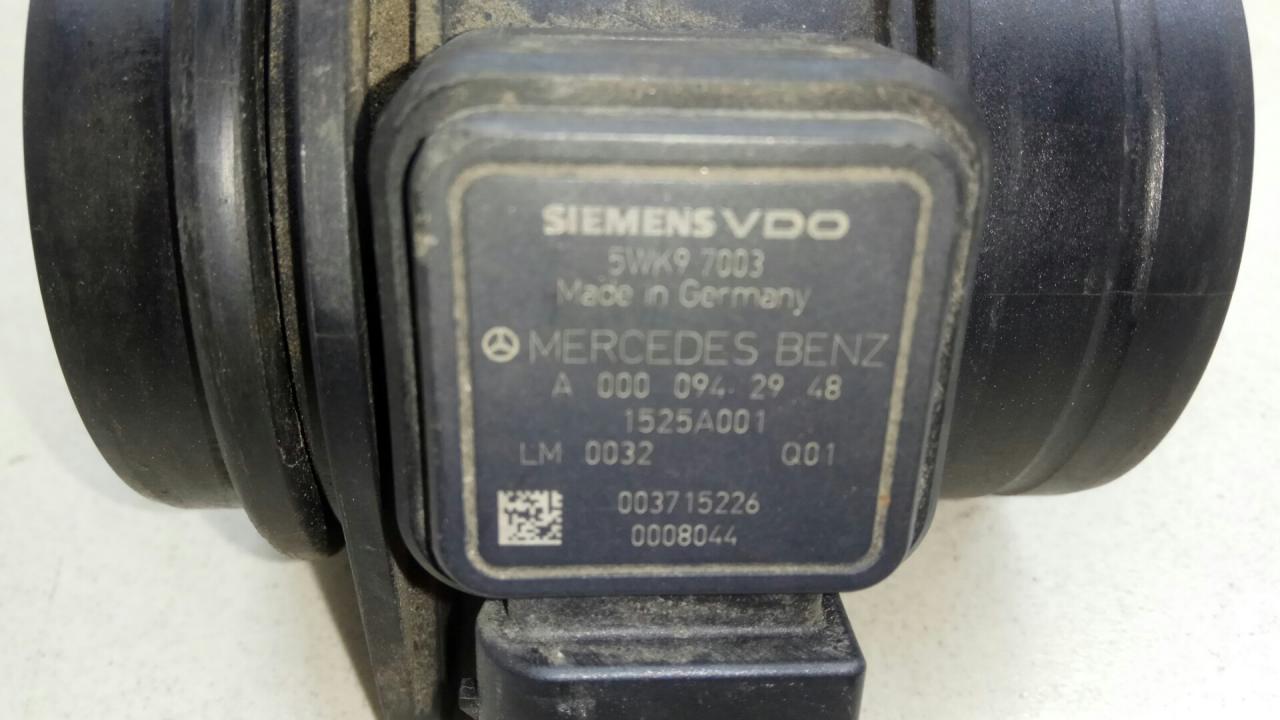 SIEMENS VDO
5WK9 7003
Made in Germany
MERCEDES BENZ
A 000 094 29 48
1525A001
LM 0032 Q01
003715226
0008044